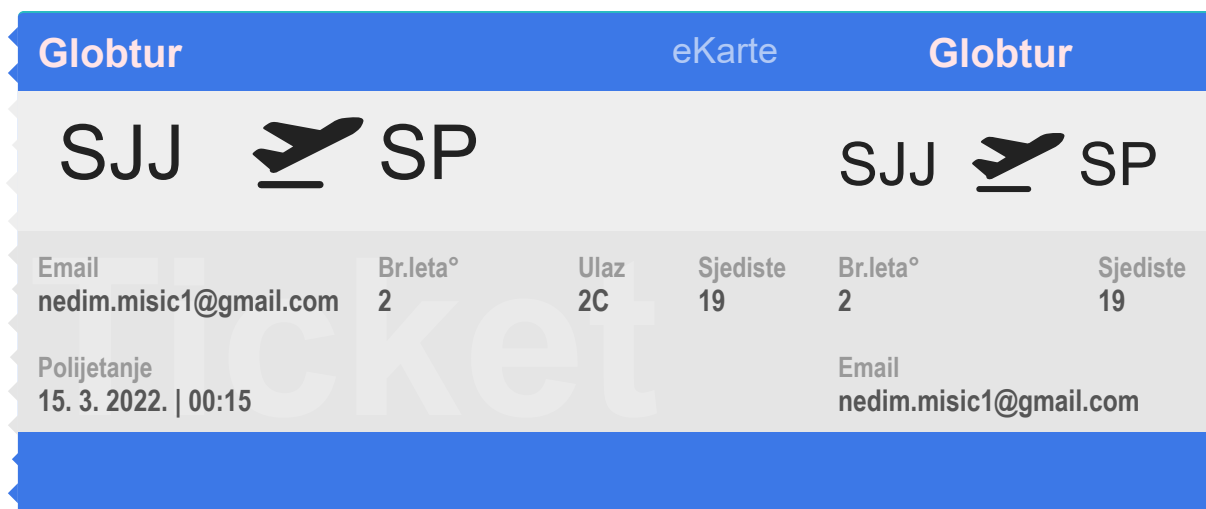 Globtur eKarte Globtur
SJJ SP SJJ SP
Ticket
Email Br.leta° Ulaz Sjediste Br.leta° Sjediste
nedim.misic1@gmail.com 2 2C 19 2 19
Polijetanje Email
15. 3. 2022. | 00:15 nedim.misic1@gmail.com